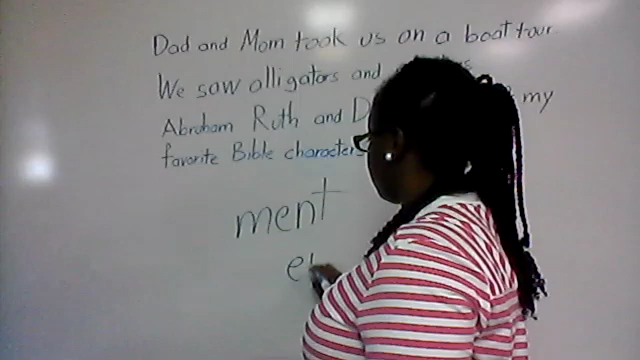 Dad and Mom took us on a boat tour
We saw alligators and
Abraham Ruth and my
favorite Bible characters
ment
e